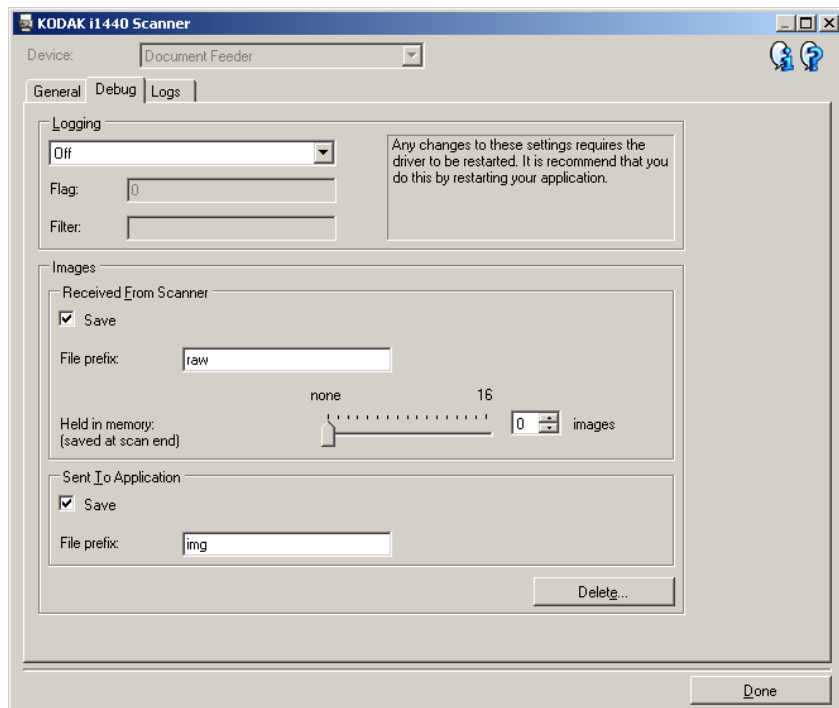 KODAK i1440 Scanner
Device: Document Feeder
General Debug Logs
Logging
Off
Flag: 0
Filter:
Any changes to these settings requires the
driver to be restarted. It is recommend that you
do this by restarting your application.
Images
Received From Scanner
Save
File prefix: raw
none 16
Held in memory:
(saved at scan end)
0 images
Sent To Application
Save
File prefix: img
Delete...
Done